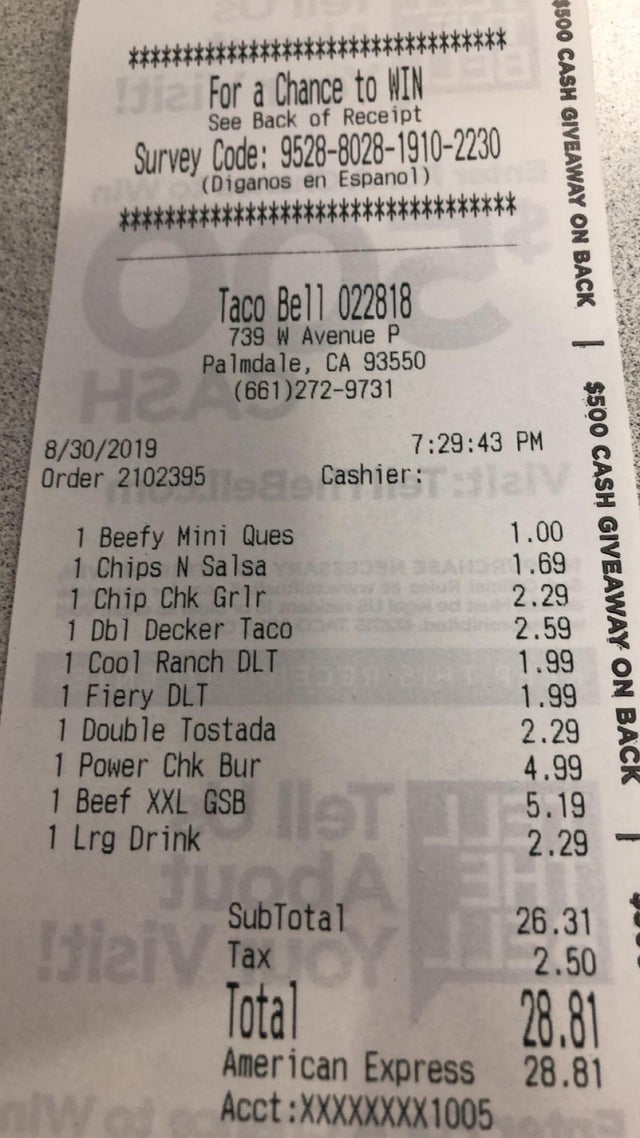 *********************************
For a Chance to WIN
See Back of Receipt
Survey Code: 9528-8028-1910-2230
(Diganos en Espanol)
*********************************
Taco Bell 022818
739 W Avenue P
Palmdale, CA 93550
(661)272-9731
8/30/2019 7:29:43 PM
Order 2102395 Cashier:
1 Beefy Mini Ques 1.00
1 Chips N Salsa 1.69
1 Chip Chk Grlr 2.29
1 Dbl Decker Taco 2.59
1 Cool Ranch DLT 1.99
1 Fiery DLT 1.99
1 Double Tostada 2.29
1 Power Chk Bur 4.99
1 Beef XXL GSB 5.19
1 Lrg Drink 2.29
SubTotal 26.31
Tax 2.50
Total 28.81
American Express 28.81
Acct:XXXXXXXX1005
$500 CASH GIVEAWAY ON BACK |
$500 CASH GIVEAWAY ON BACK |